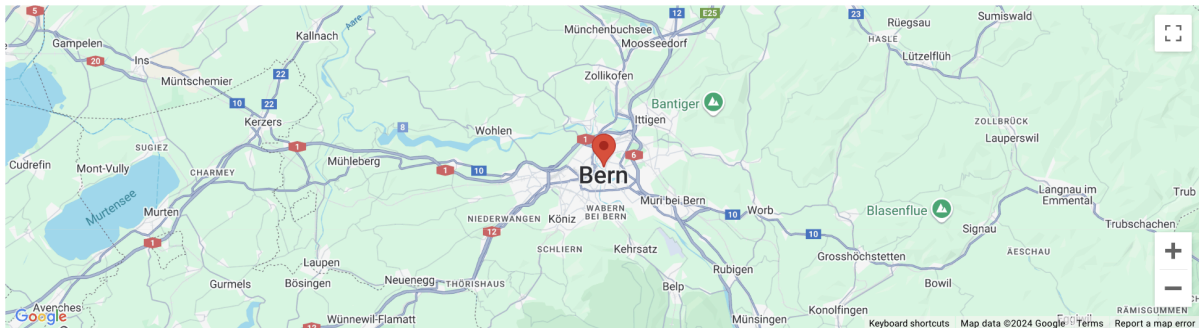 5
Gampelen
Ins
20
1
Müntschemier
Kallnach
Aare
22
10
22
Kerzers
SUGIEZ
Cudrefin
Mont-Vully
CHARMEY
Murtensee
Murten
1
1
Mühleberg
8
Wohlen
10
1
Münchenbuchsee
Moosseedorf
12
E25
Zollikofen
Bantiger
Ittigen
1
6
Bern
23
Rüegsau
Sumiswald
HASLE
Lützelflüh
ZOLLBRÜCK
Lauperswil
NIEDERWANGEN
12
Köniz
WABERN
BEI BERN
Muri bei Bern
10
Worb
10
Blasenflue
Signau
Langnau im
Emmental
Trub
Trubschachen
SCHLIERN
Kehrsatz
Grosshöchstetten
ÄESCHAU
Laupen
Bösingen
Gurmels
Neuenegg
THÖRISHAUS
Rubigen
Belp
Bowil
Avenches
12
Wünnewil-Flamatt
Münsingen
Konolfingen
Eggiwil
RÄMISGUMMEN
Google
Keyboard shortcuts
Map data ©2024 Google
Terms
Report a map error